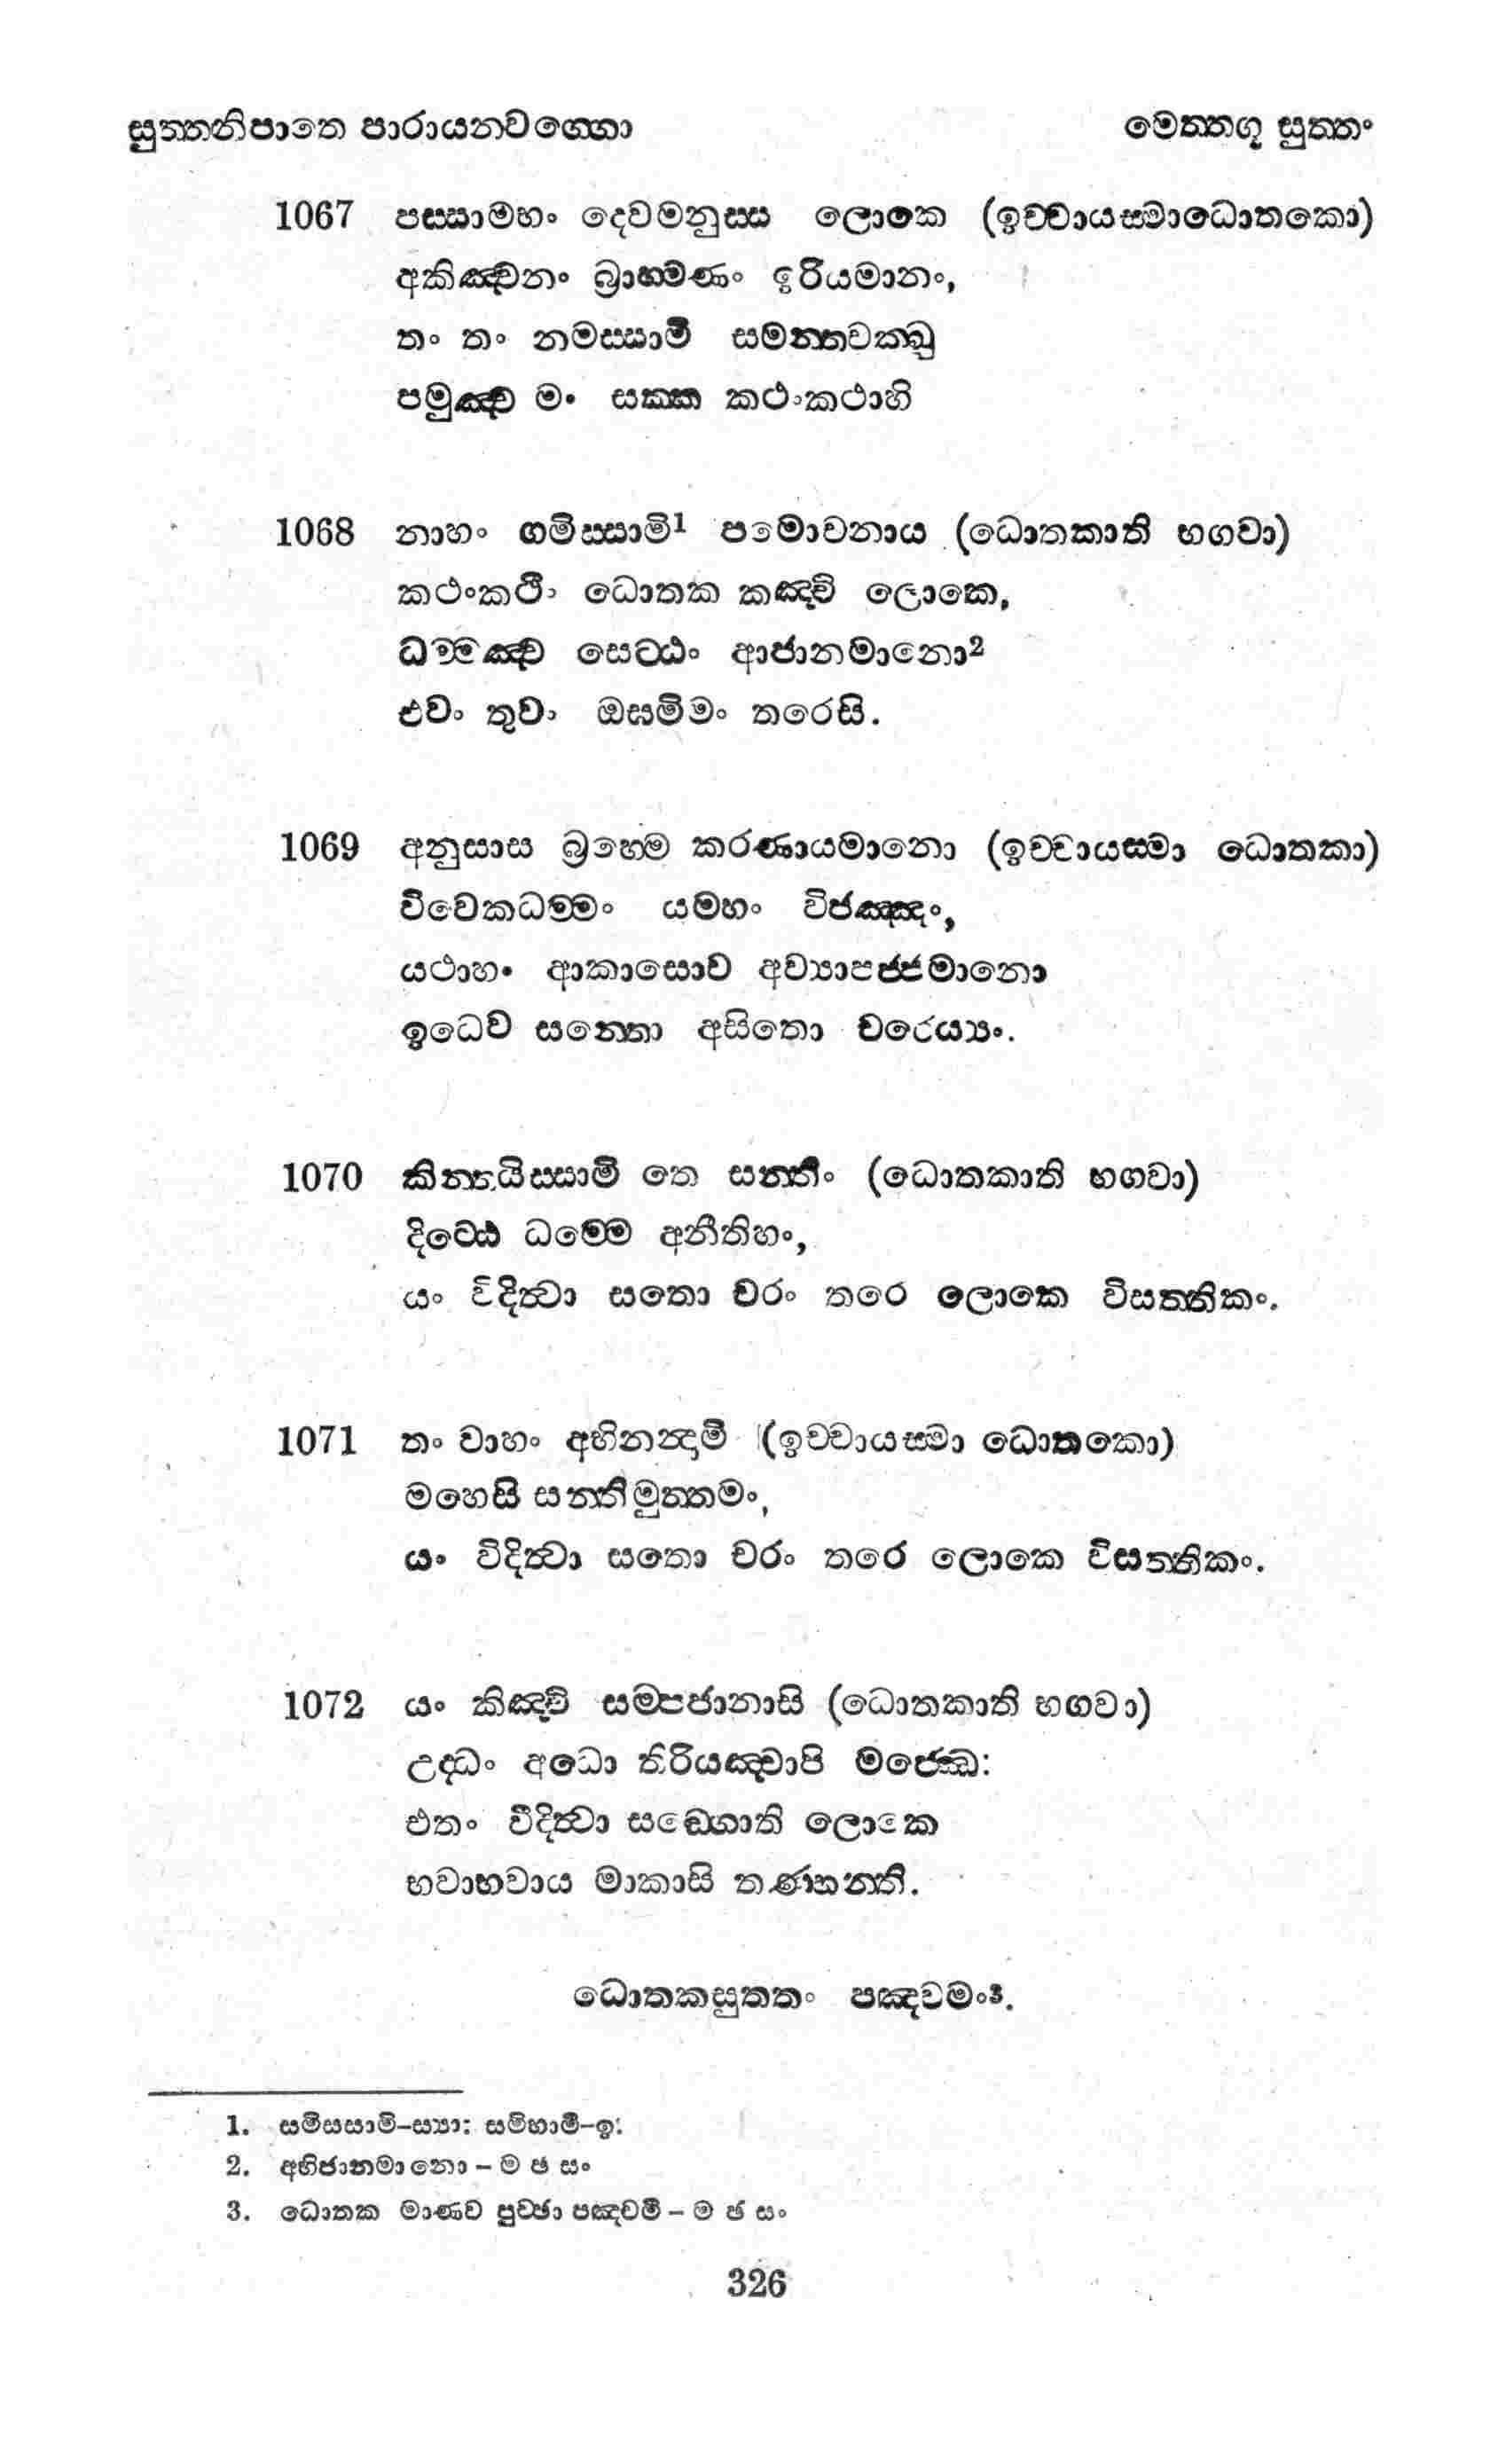 සුත්තනිපාතෙ පාරායනවග්ගො මෙත්තගූ සුත්තං
1067 පස්සාමහං දෙවමනුස්ස ලොකෙ (ඉච්චායස්මාධොතකො)
අකිඤ්චනං බ්‍රාහ්මණං ඉරියමානං,
තං තං නමස්සාමි සමන්තචක්ඛු
පමුඤ්ච මං සක්ක කථංකථාහි
1068 නාහං ගමිස්සාමි1 පමොචනාය (ධොතකාති භගවා)
කථංකථිං ධොතක කඤ්චි ලොකෙ,
ධම්මඤ්ච සෙට්ඨං ආජානමානො2
එවං තුවං ඔඝමිමං තරෙසි.
1069 අනුසාස බ්‍රහ්මෙ කරණායමානො (ඉච්චායස්මා ධොතකා)
විවෙකධම්මං යමහං විජඤ්ඤං,
යථාහං ආකාසොව අව්‍යාපජ්ජමානො
ඉධෙව සන්තො අසිතො චරෙය්‍යං.
1070 කින්තයිස්සාමි තෙ සන්තිං (ධොතකාති භගවා)
දිට්ඨෙ ධම්මෙ අනීතිහං,
යං විදිත්වා සතො චරං තරෙ ලොකෙ විසත්තිකං.
1071 තං වාහං අභිනන්දාමි (ඉච්චායස්මා ධොතකො)
මහෙසි සන්තිමුත්තමං,
යං විදිත්වා සතො චරං තරෙ ලොකෙ විසත්තිකං.
1072 යං කිඤ්චි සම්පජානාසි (ධොතකාති භගවා)
උද්ධං අධො තිරියඤ්චාපි මජ්ඣෙ:
එතං විදිත්වා සඞ්ගොති ලොකෙ
භවාභවාය මාකාසි තණ්හන්ති.
ධොතකසුතතං පඤ්චමං3.
1. සමිස්සාමි–ස්‍යා: සමිහාමි–ඉ:
2. අභිජානමානො – ම ඡ සං
3. ධොතක මාණව පුච්ඡා පඤ්චමී – ම ඡ සං
326